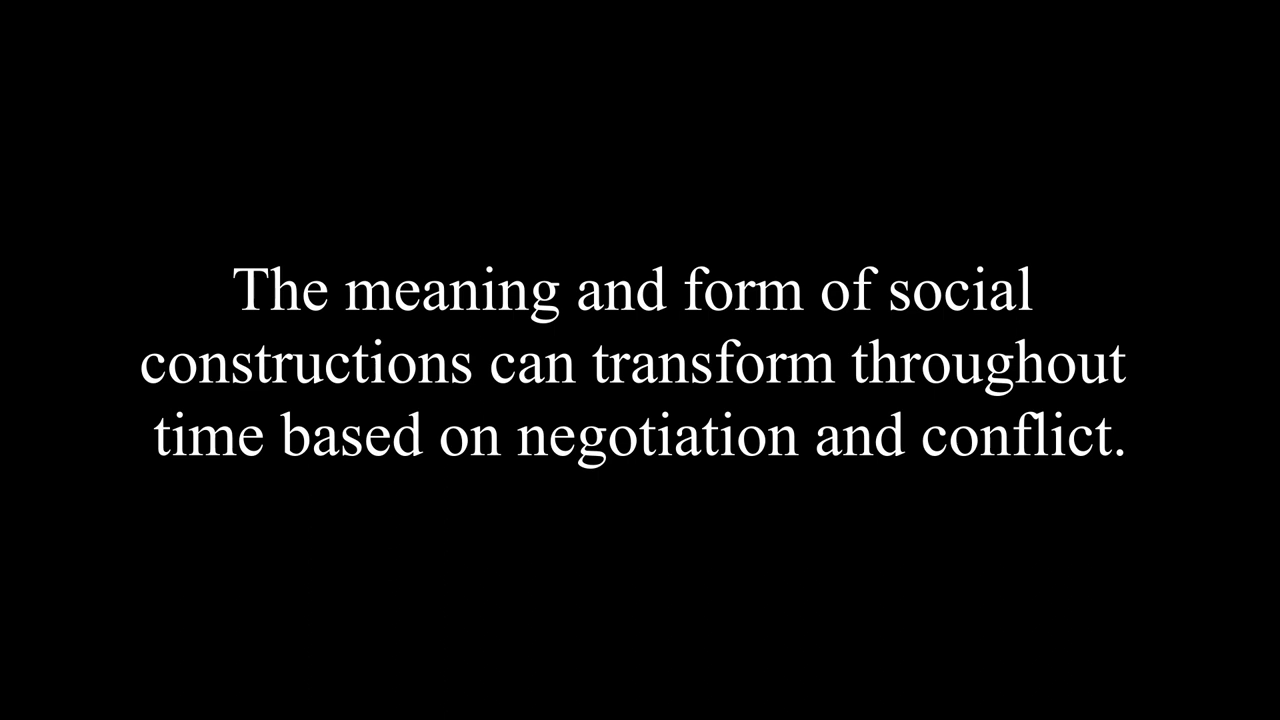 The meaning and form of social
constructions can transform throughout
time based on negotiation and conflict.